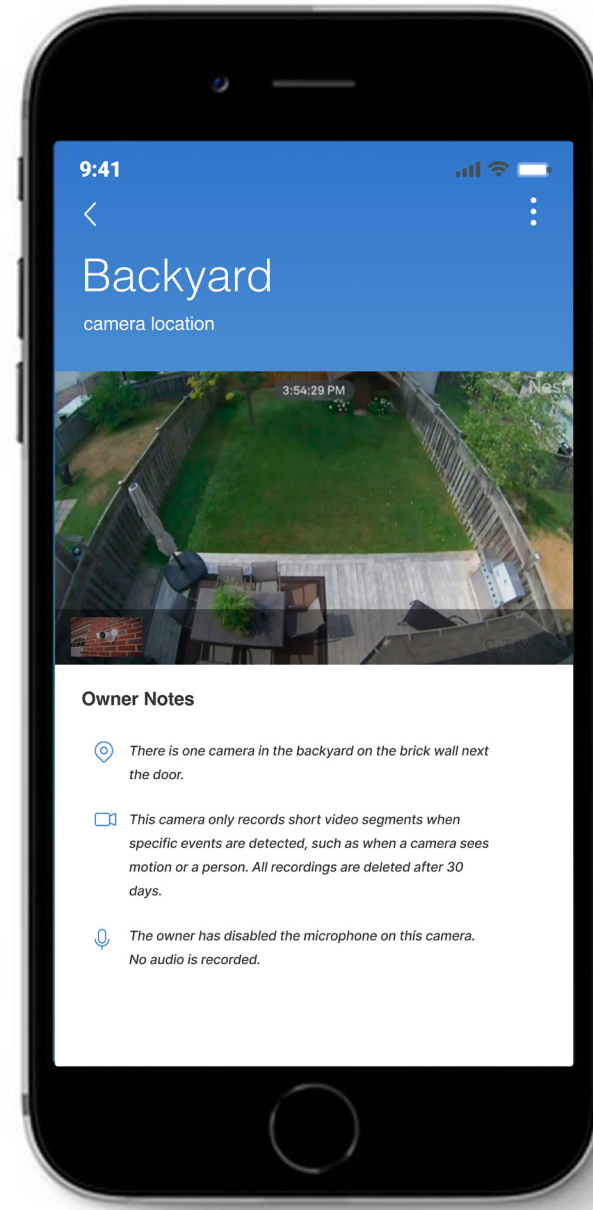 9:41
Backyard
camera location
3:54:29 PM
Nest
Owner Notes
There is one camera in the backyard on the brick wall next
the door.
This camera only records short video segments when
specific events are detected, such as when a camera sees
motion or a person. All recordings are deleted after 30
days.
The owner has disabled the microphone on this camera.
No audio is recorded.